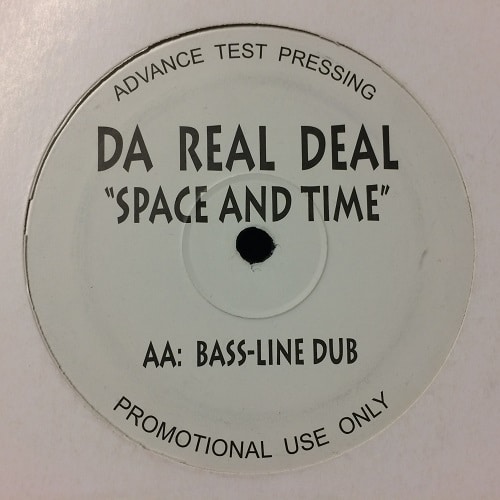 ADVANCE TEST PRESSING
DA REAL DEAL
"SPACE AND TIME"
AA: BASS-LINE DUB
PROMOTIONAL USE ONLY